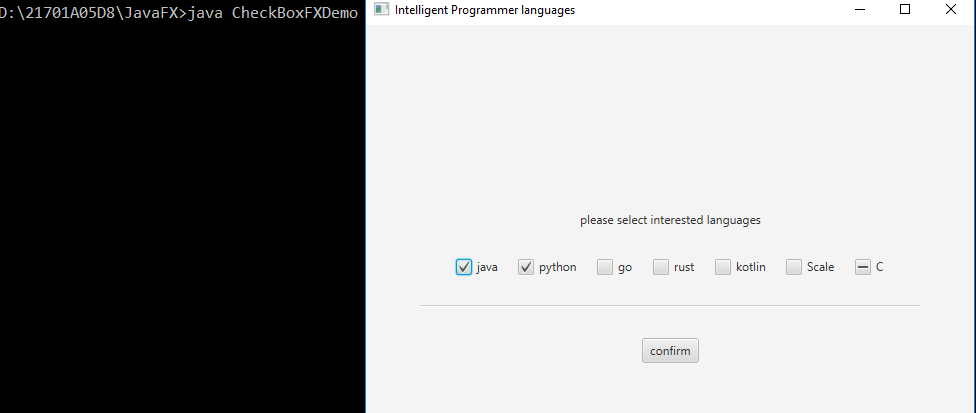 D:\21701A05D8\JavaFX>java CheckBoxFXDemo
Intelligent Programmer languages
please select interested languages
java python go rust kotlin Scale C
confirm